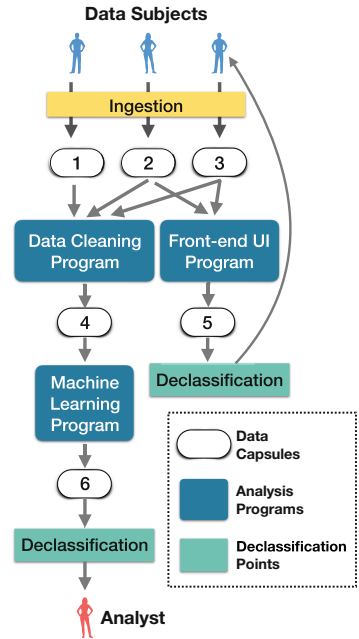 Data Subjects
Ingestion
1
2
3
Data Cleaning
Program
Front-end UI
Program
4
5
Machine
Learning
Program
Declassification
6
Declassification
Analyst
Data
Capsules
Analysis
Programs
Declassification
Points